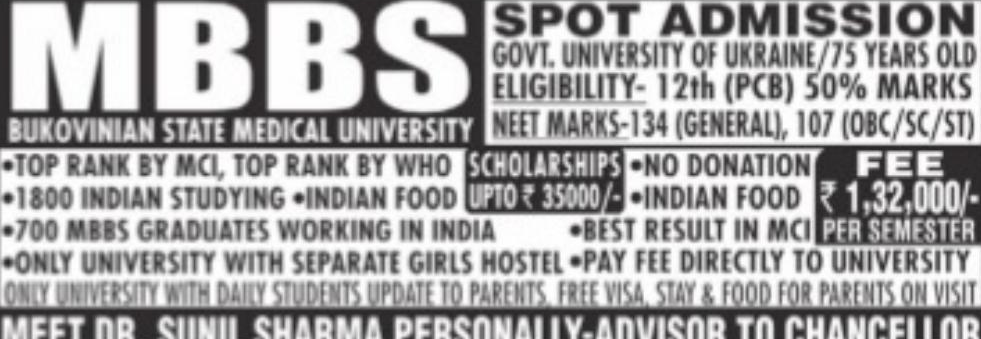 MBBS
BUKOVINIAN STATE MEDICAL UNIVERSITY
SPOT ADMISSION
GOVT. UNIVERSITY OF UKRAINE/75 YEARS OLD
ELIGIBILITY- 12th (PCB) 50% MARKS
NEET MARKS-134 (GENERAL), 107 (OBC/SC/ST)
•TOP RANK BY MCI, TOP RANK BY WHO
•1800 INDIAN STUDYING •INDIAN FOOD
SCHOLARSHIPS
UPTO ₹ 35000/-
•NO DONATION
•INDIAN FOOD
FEE
₹ 1,32,000/-
PER SEMESTER
•700 MBBS GRADUATES WORKING IN INDIA •BEST RESULT IN MCI
•ONLY UNIVERSITY WITH SEPARATE GIRLS HOSTEL •PAY FEE DIRECTLY TO UNIVERSITY
ONLY UNIVERSITY WITH DAILY STUDENTS UPDATE TO PARENTS, FREE VISA, STAY & FOOD FOR PARENTS ON VISIT
MEET DR. SUNIL SHARMA PERSONALLY-ADVISOR TO CHANCELLOR